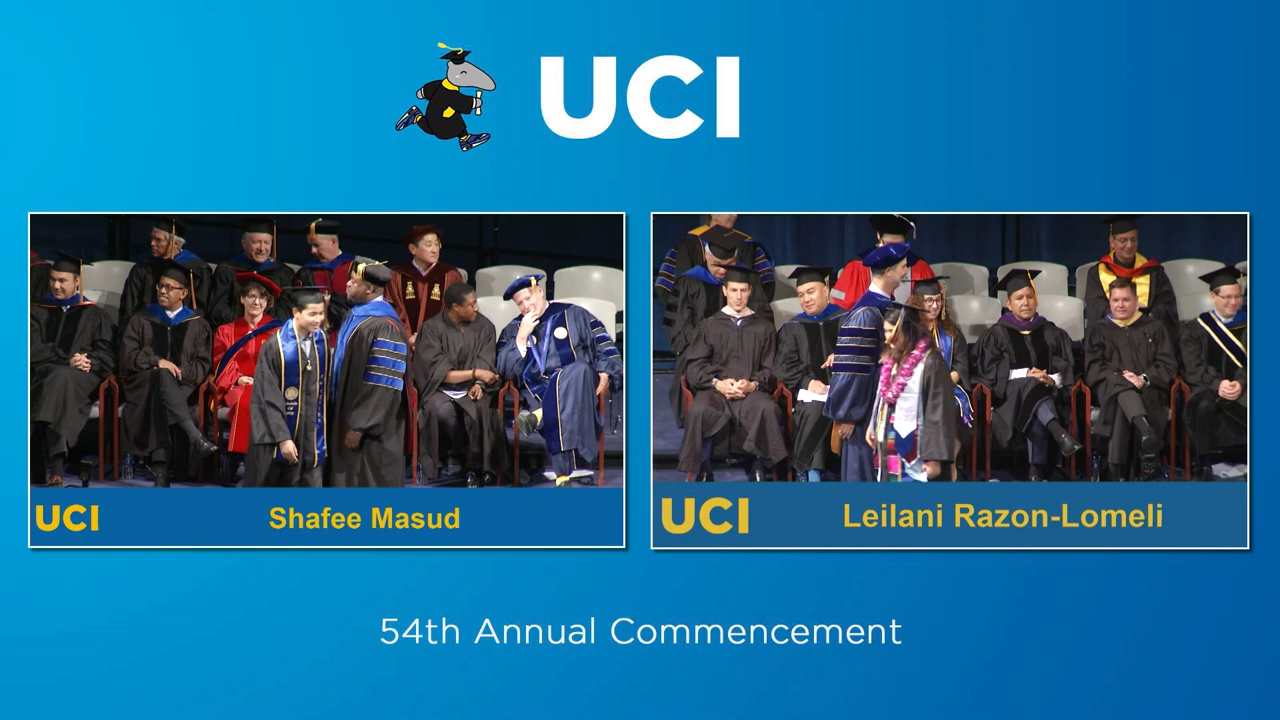 UCI
UCI
Shafee Masud
UCI
Leilani Razon-Lomeli
54th Annual Commencement